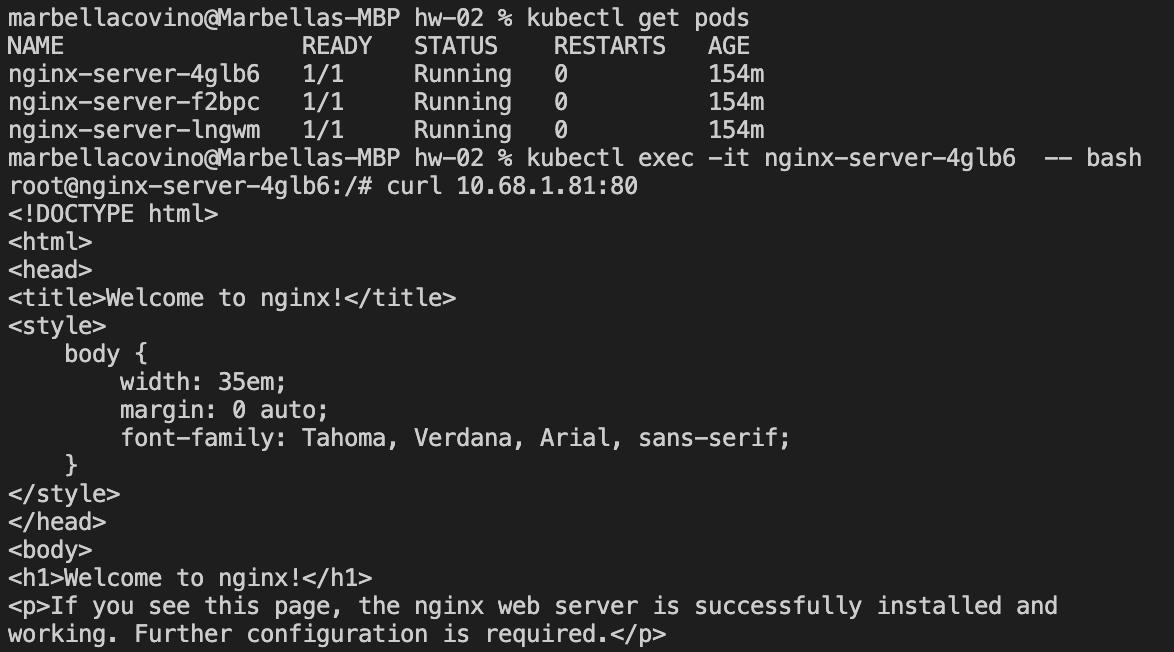 marbellacovino@Marbellas-MBP hw-02 % kubectl get pods
NAME                 READY   STATUS    RESTARTS   AGE
nginx-server-4glb6   1/1     Running   0          154m
nginx-server-f2bpc   1/1     Running   0          154m
nginx-server-lngwm   1/1     Running   0          154m
marbellacovino@Marbellas-MBP hw-02 % kubectl exec -it nginx-server-4glb6  -- bash
root@nginx-server-4glb6:/# curl 10.68.1.81:80
<!DOCTYPE html>
<html>
<head>
<title>Welcome to nginx!</title>
<style>
    body {
        width: 35em;
        margin: 0 auto;
        font-family: Tahoma, Verdana, Arial, sans-serif;
    }
</style>
</head>
<body>
<h1>Welcome to nginx!</h1>
<p>If you see this page, the nginx web server is successfully installed and
working. Further configuration is required.</p>